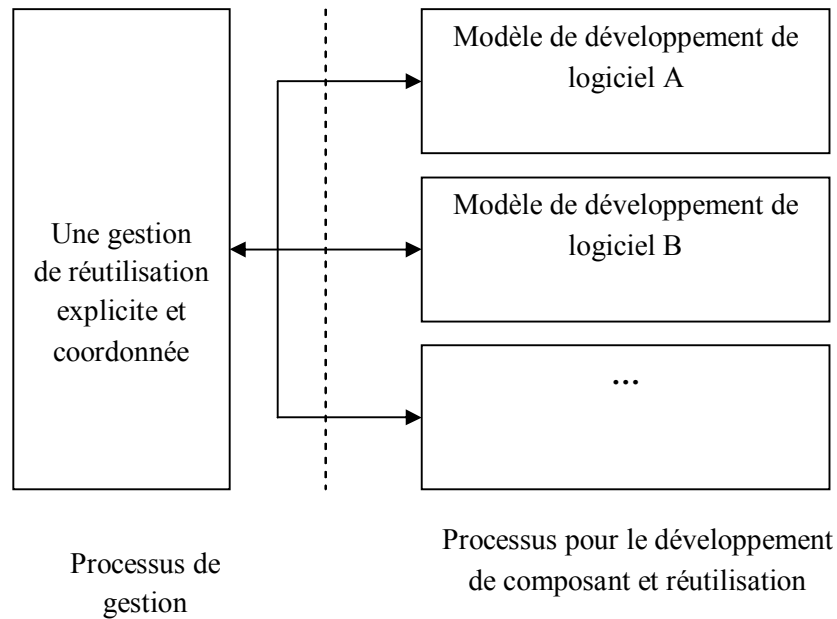 Modèle de développement de
logiciel A
Modèle de développement de
logiciel B
Une gestion
de réutilisation
explicite et
coordonnée
...
Processus de
gestion
Processus pour le développement
de composant et réutilisation